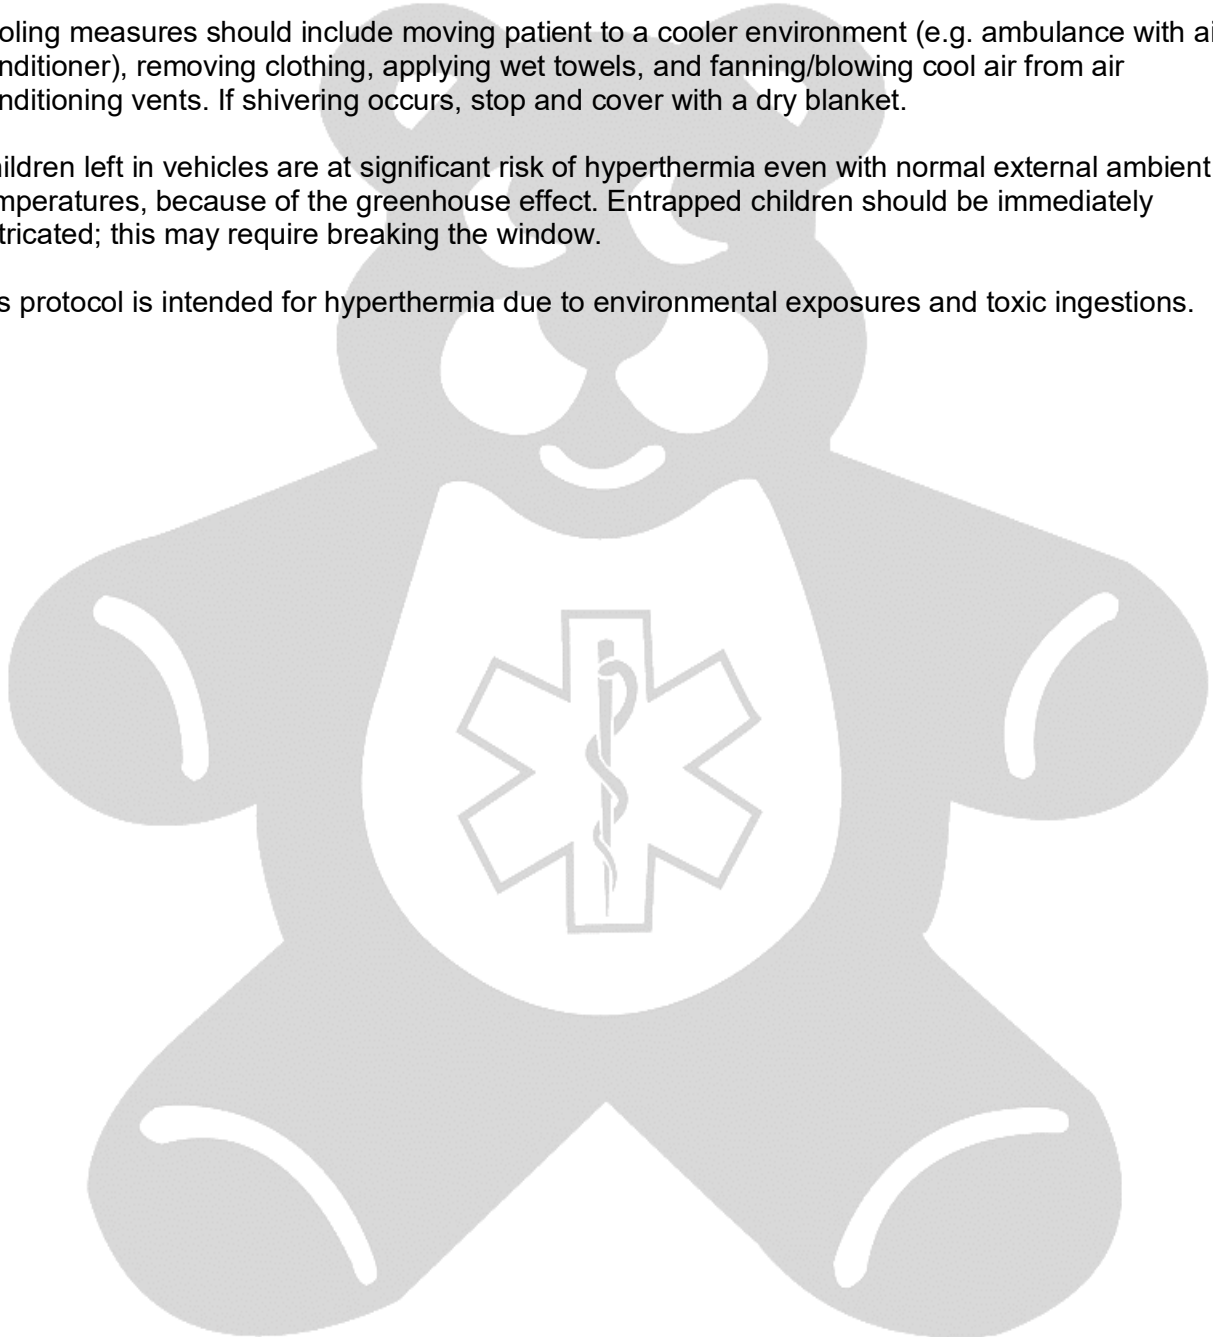 oling measures should include moving patient to a cooler environment (e.g. ambulance with ai
nditioner), removing clothing, applying wet towels, and fanning/blowing cool air from air
nditioning vents. If shivering occurs, stop and cover with a dry blanket.
ildren left in vehicles are at significant risk of hyperthermia even with normal external ambient
mperatures, because of the greenhouse effect. Entrapped children should be immediately
tricated; this may require breaking the window.
s protocol is intended for hyperthermia due to environmental exposures and toxic ingestions.